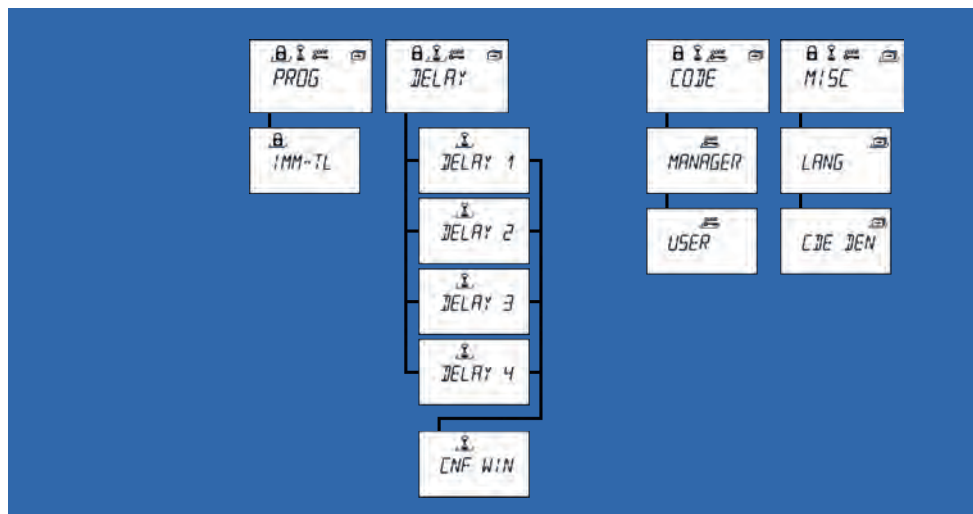 PROG
DELAY
CODE
MISC
IMM-TL
DELAY 1
MANAGER
LANG
DELAY 2
USER
CDE DEN
DELAY 3
DELAY 4
CNF WIN